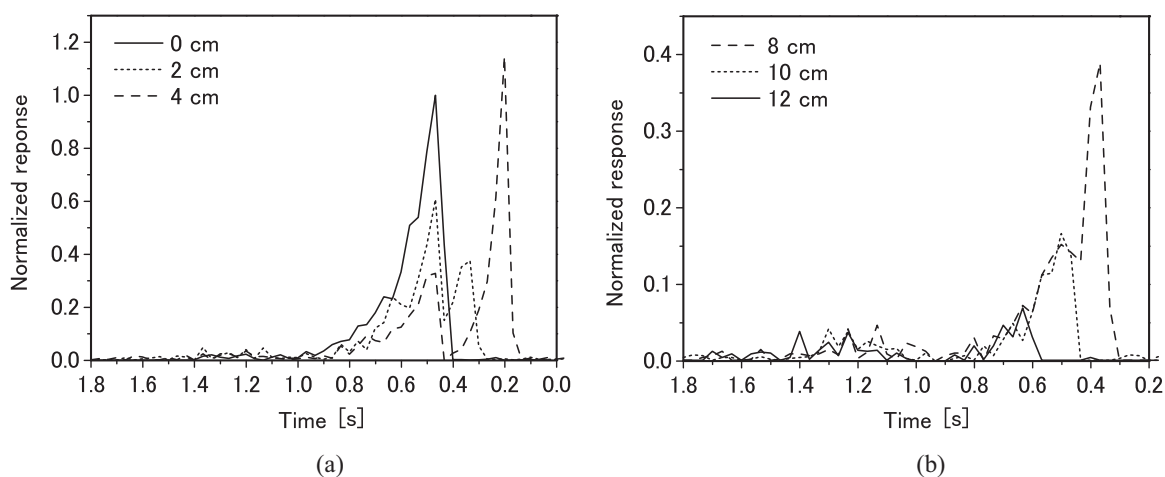 1.2
1.0
0.8
0.6
0.4
0.2
0.0
Normalized reponse
0 cm
2 cm
4 cm
1.8 1.6 1.4 1.2 1.0 0.8 0.6 0.4 0.2 0.0
Time [s]
(a)
0.4
0.3
0.2
0.1
0.0
Normalized response
8 cm
10 cm
12 cm
1.8 1.6 1.4 1.2 1.0 0.8 0.6 0.4 0.2
Time [s]
(b)